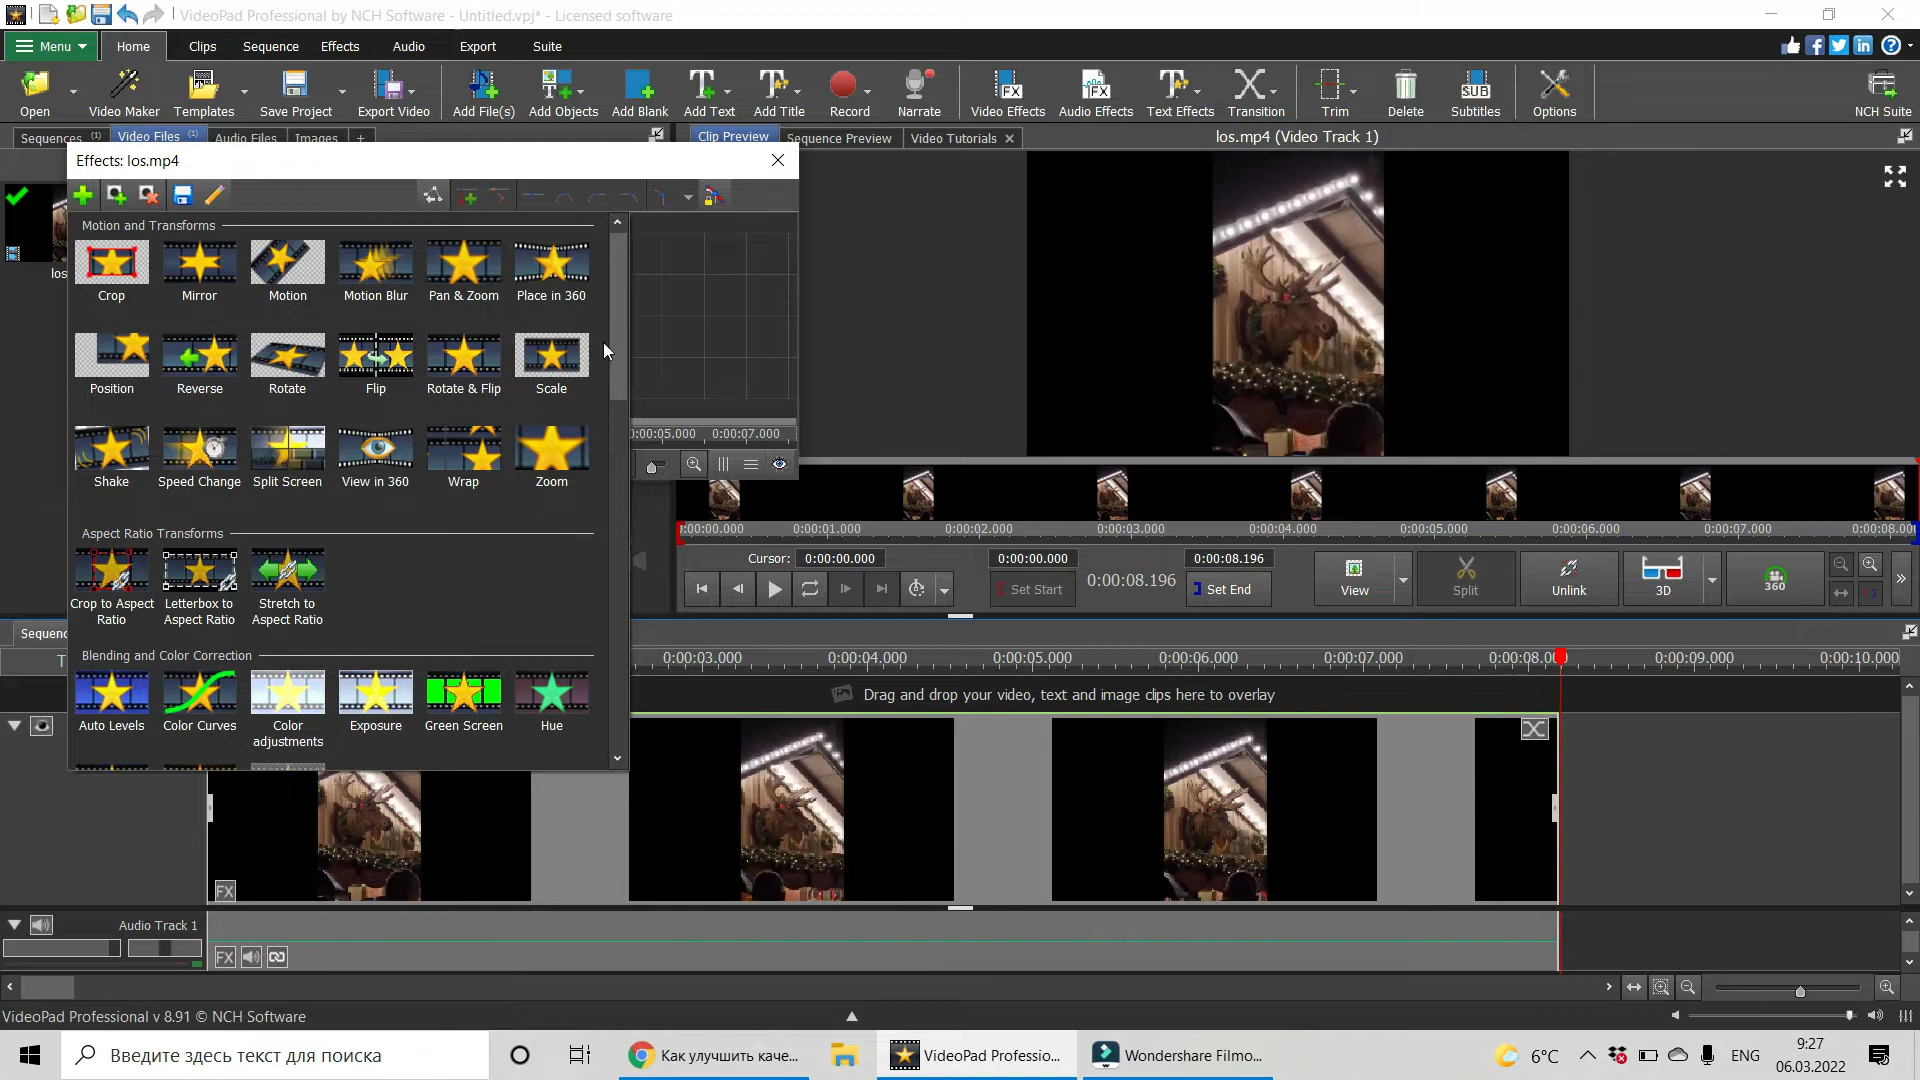 VideoPad Professional by NCH Software - Untitled.vpj* - Licensed software
Menu Home Clips Sequence Effects Audio Export Suite
Open Video Maker Templates Save Project Export Video Add File(s) Add Objects Add Blank Add Text Add Title Record Narrate Video Effects Audio Effects Text Effects Transition Trim Delete Subtitles Options NCH Suite
Sequences (1) Video Files (1) Audio Files Images + Clip Preview Sequence Preview Video Tutorials los.mp4 (Video Track 1)
Effects: los.mp4
Motion and Transforms
Crop Mirror Motion Motion Blur Pan & Zoom Place in 360
los
Position Reverse Rotate Flip Rotate & Flip Scale
0:00:05.000 0:00:07.000
Shake Speed Change Split Screen View in 360 Wrap Zoom
Aspect Ratio Transforms
0:00:01.000 0:00:02.000 0:00:03.000 0:00:04.000 0:00:05.000 0:00:06.000 0:00:07.000
Cursor: 0:00:00.000 0:00:00.000 0:00:08.196
Set Start 0:00:08.196 Set End View Split Unlink 3D 360
Crop to Aspect Ratio Letterbox to Aspect Ratio Stretch to Aspect Ratio
Blending and Color Correction
0:00:03.000 0:00:04.000 0:00:05.000 0:00:06.000 0:00:07.000 0:00:09.000 0:00:10.000
Drag and drop your video, text and image clips here to overlay
Auto Levels Color Curves Color adjustments Exposure Green Screen Hue
FX
Audio Track 1
FX
VideoPad Professional v 8.91 © NCH Software
Введите здесь текст для поиска Как улучшить каче... VideoPad Professio... Wondershare Filmo... 6°C ENG 9:27
06.03.2022